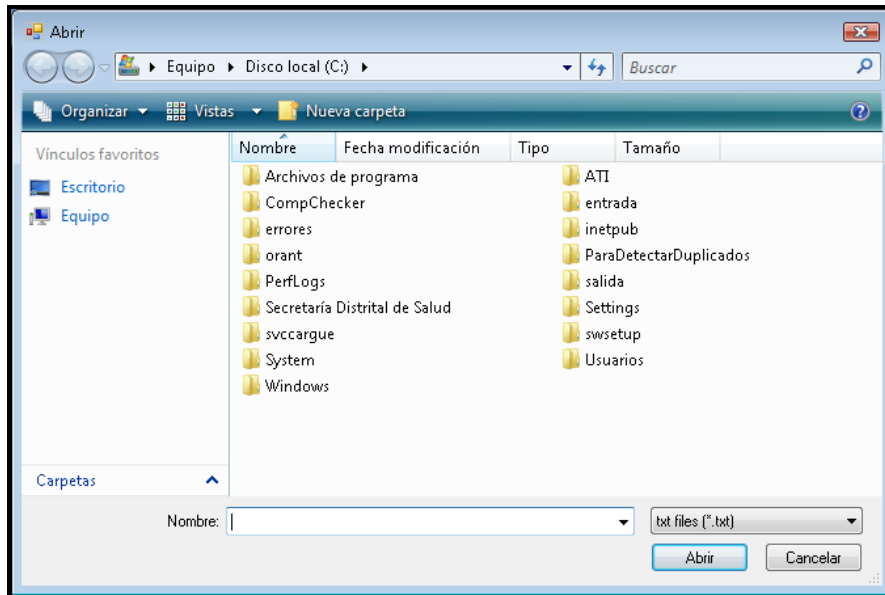 Abrir
Equipo Disco local (C:) Buscar
Organizar Vistas Nueva carpeta
Vínculos favoritos
Escritorio
Equipo
Carpetas
Nombre Fecha modificación Tipo Tamaño
Archivos de programa ATI
CompChecker entrada
errores inetpub
orant ParaDetectarDuplicados
PerfLogs salida
Secretaría Distrital de Salud Settings
svccargue swsetup
System Usuarios
Windows
Nombre: txt files (*.txt)
Abrir Cancelar